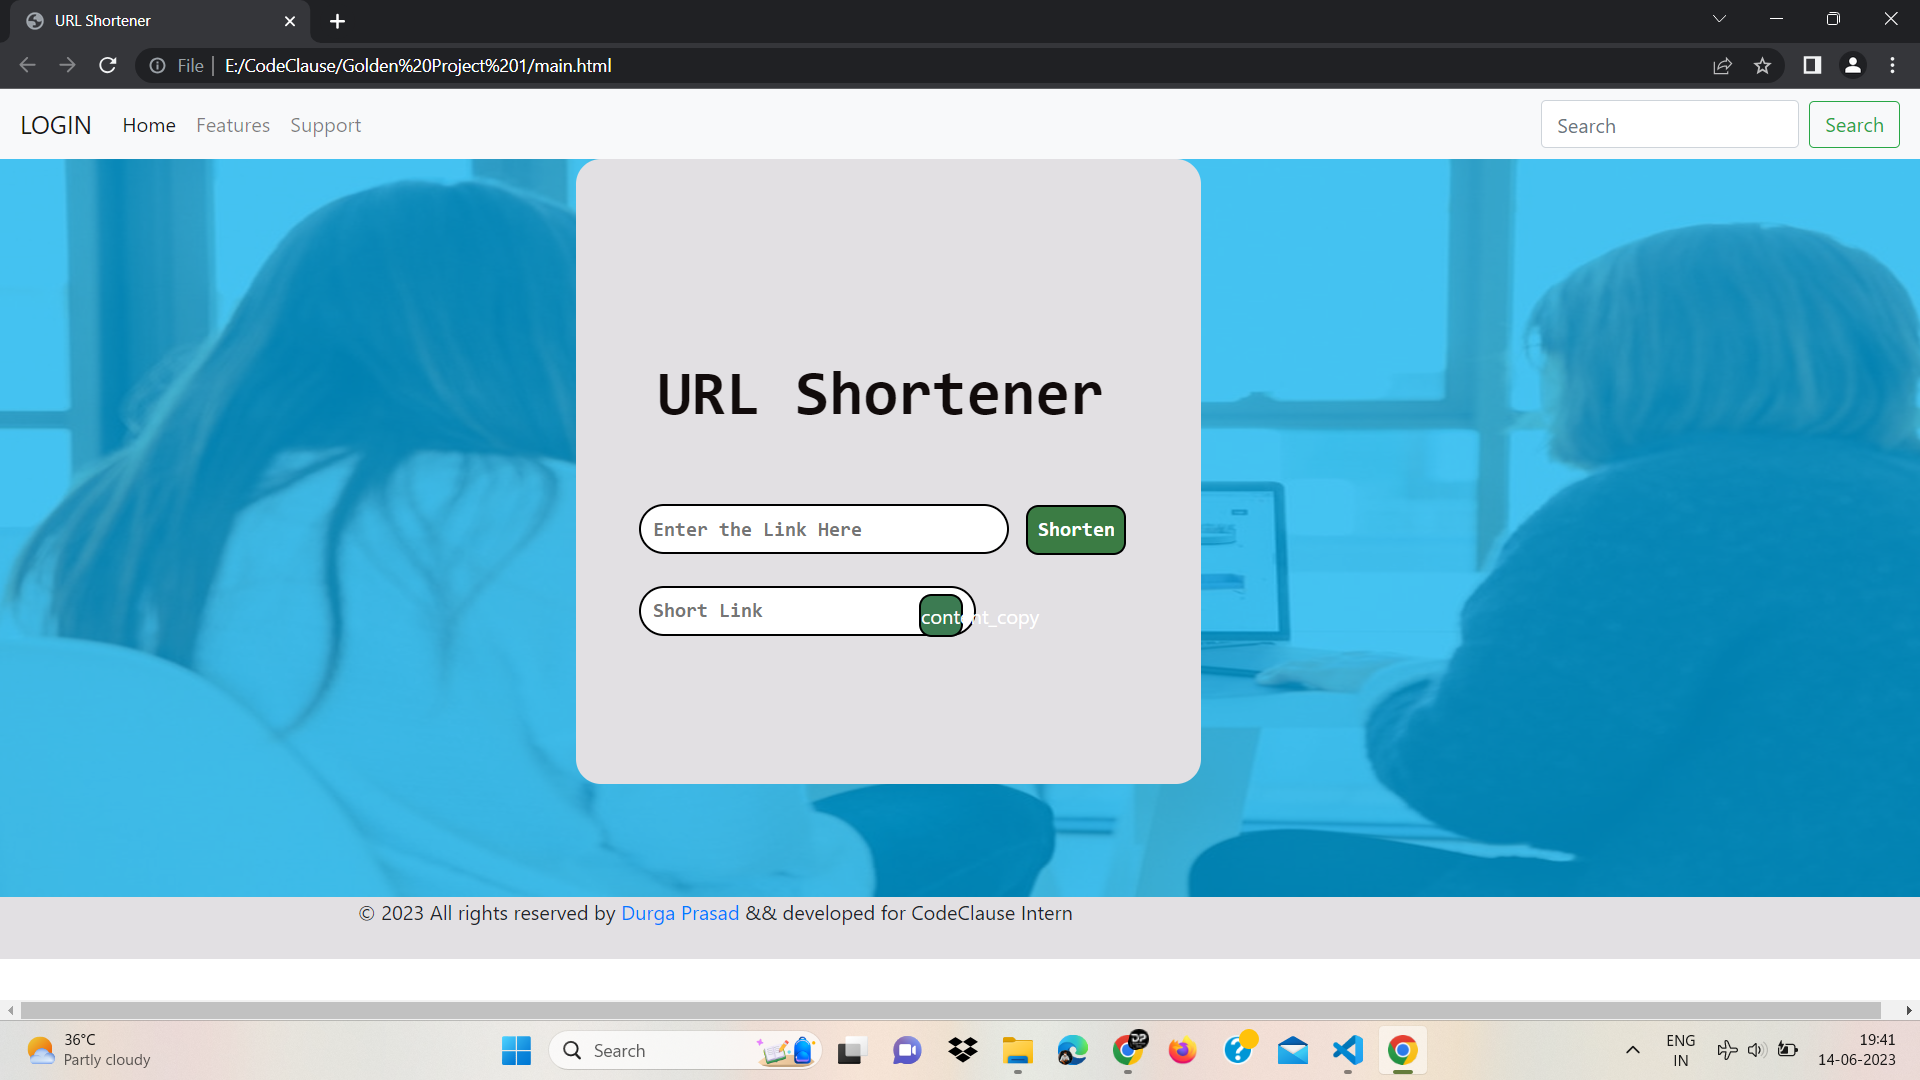 URL Shortener
File
E:/CodeClause/Golden%20Project%201/main.html
LOGIN Home Features Support Search Search
URL Shortener
Enter the Link Here Shorten
Short Link content_copy
© 2023 All rights reserved by Durga Prasad && developed for CodeClause Intern
36°C
Partly cloudy
Search
DP
ENG
IN
19:41
14-06-2023